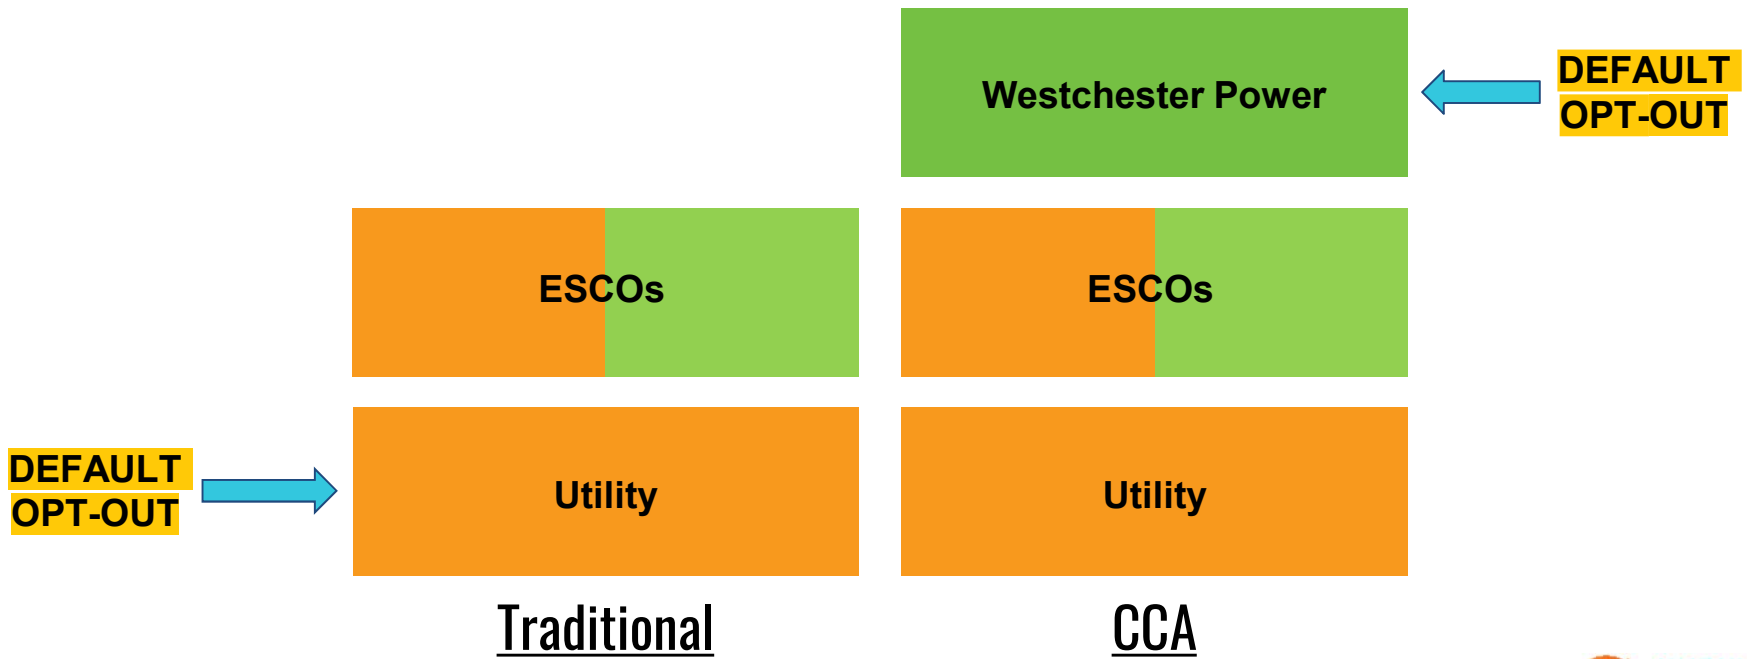 Westchester Power
DEFAULT
OPT-OUT
ESCOs
ESCOs
DEFAULT
OPT-OUT
Utility
Utility
Traditional
CCA